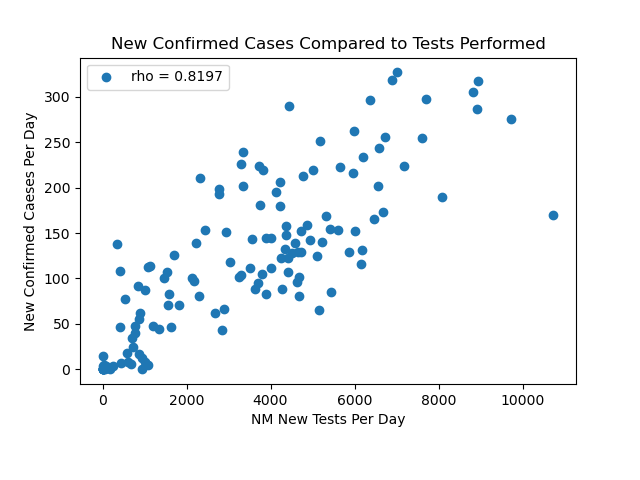 New Confirmed Cases Compared to Tests Performed
rho = 0.8197
New Confirmed Caeses Per Day
300
250
200
150
100
50
0
0 2000 4000 6000 8000 10000
NM New Tests Per Day